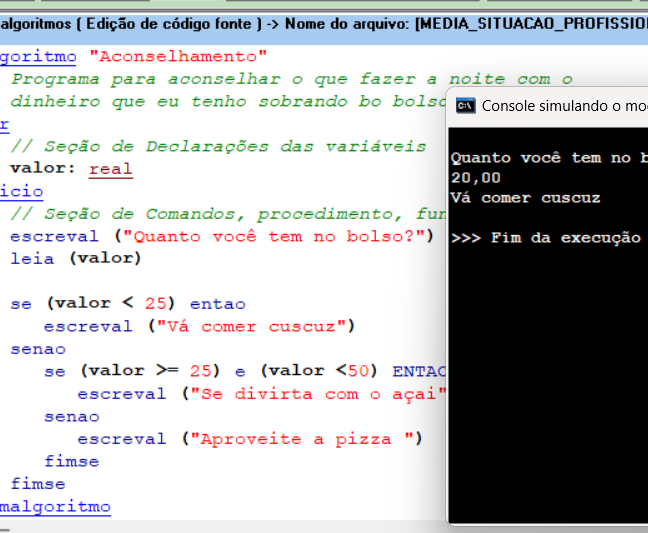 algoritmos ( Edição de código fonte ) -> Nome do arquivo: [MEDIA_SITUACAO_PROFISSION
goritmo "Aconselhamento"
Programa para aconselhar o que fazer a noite com o
dinheiro que eu tenho sobrando bo bolso
r
// Seção de Declarações das variáveis
valor: real
icio
// Seção de Comandos, procedimento, fun
escreval ("Quanto você tem no bolso?")
leia (valor)
se (valor < 25) entao
escreval ("Vá comer cuscuz")
senao
se (valor >= 25) e (valor <50) ENTAO
escreval ("Se divirta com o açai"
senao
escreval ("Aproveite a pizza ")
fimse
fimse
malgoritmo
C:\ Console simulando o mo
Quanto você tem no b
20,00
Vá comer cuscuz
>>> Fim da execução